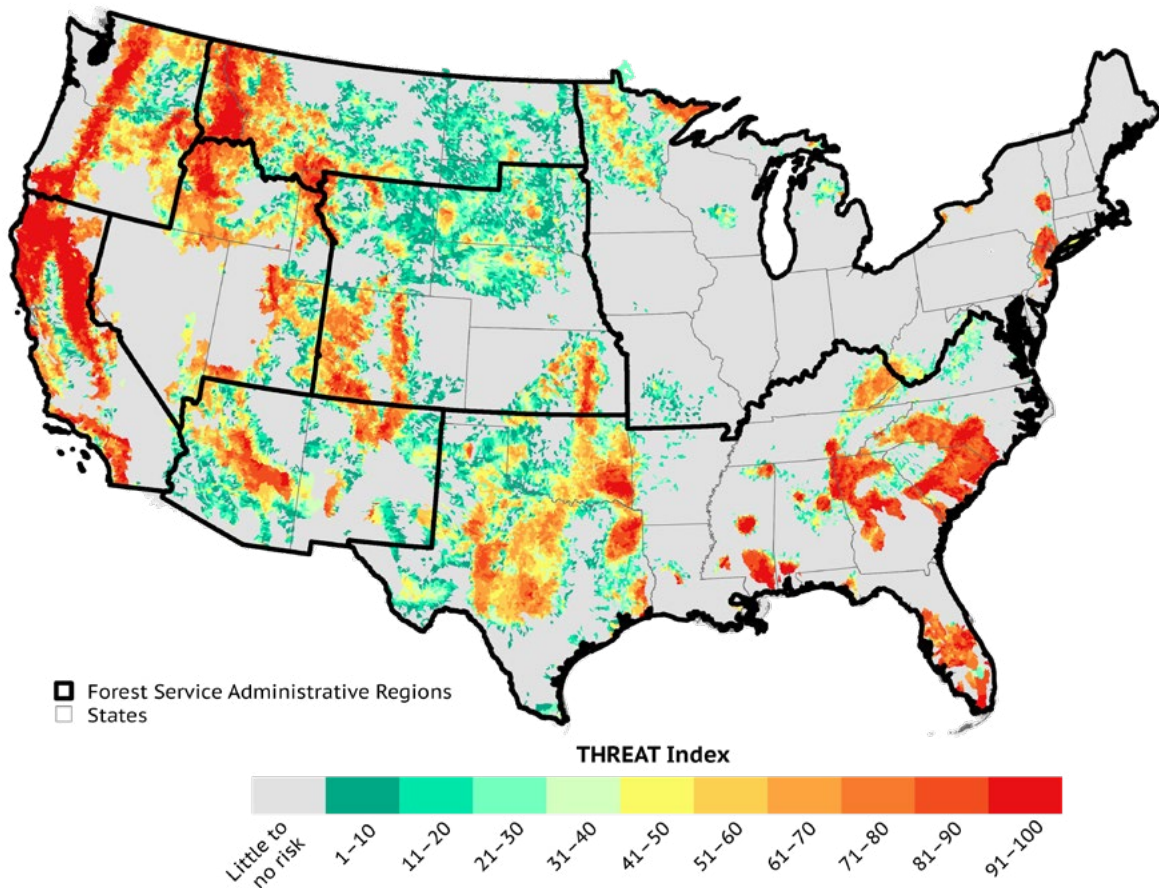 Forest Service Administrative Regions
States
THREAT Index
Little to
no risk
1–10
11–20
21–30
31–40
41–50
51–60
61–70
71–80
81–90
91–100